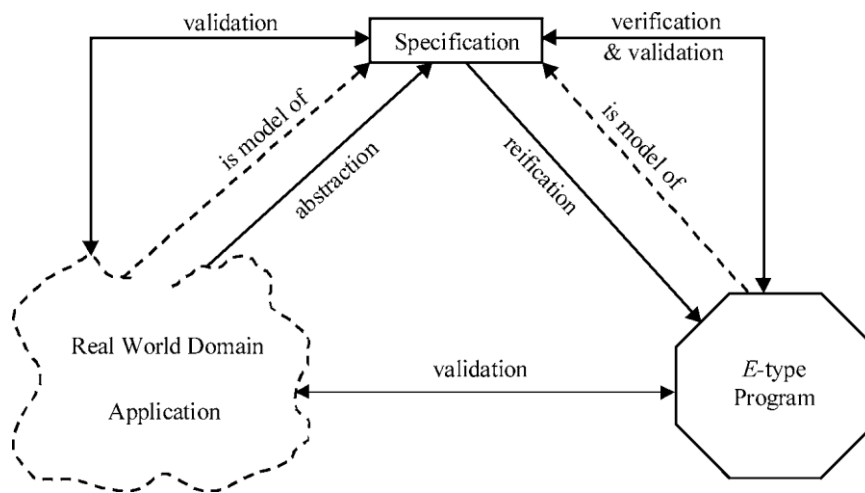 validation
Specification
verification
& validation
is model of
abstraction
reification
is model of
Real World Domain
Application
validation
E-type
Program